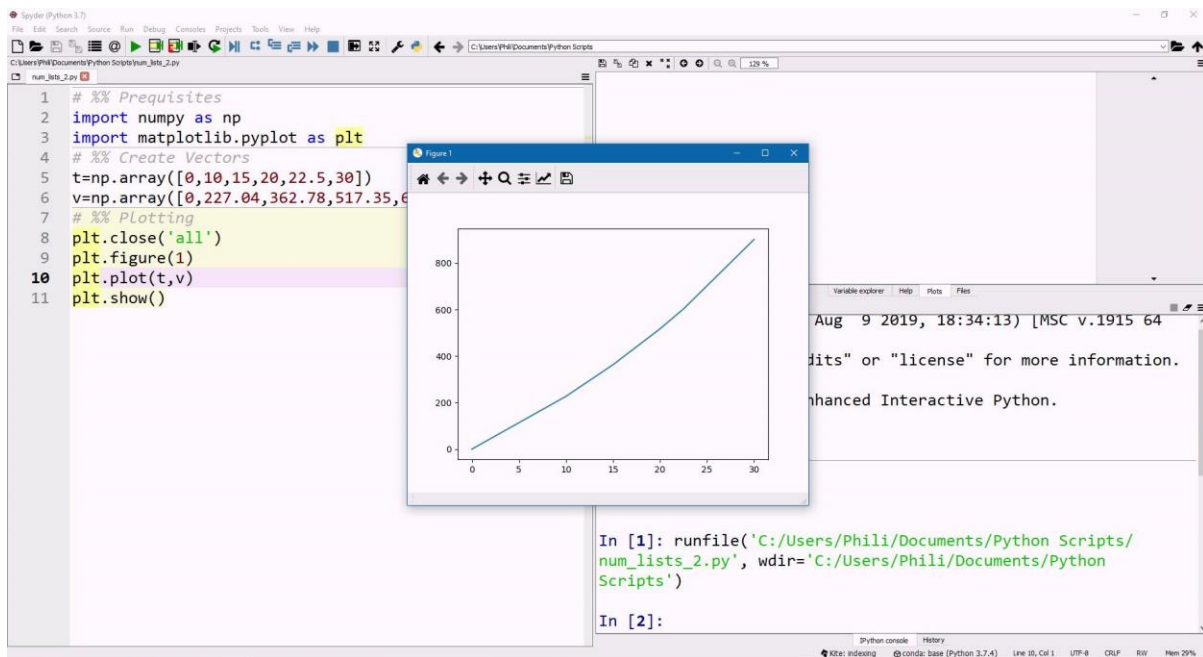 Spyder (Python 3.7)
File Edit Search Source Run Debug Consoles Projects Tools View Help
C:\Users\Phili\Documents\Python Scripts
C:\Users\Phili\Documents\Python Scripts\num_lists_2.py
num_lists_2.py
129 %
1 # %% Prequisites
2 import numpy as np
3 import matplotlib.pyplot as plt
4 # %% Create Vectors
5 t=np.array([0,10,15,20,22.5,30])
6 v=np.array([0,227.04,362.78,517.35,6
7 # %% Plotting
8 plt.close('all')
9 plt.figure(1)
10 plt.plot(t,v)
11 plt.show()
Figure 1
800
600
400
200
0
0 5 10 15 20 25 30
Variable explorer Help Plots Files
Aug 9 2019, 18:34:13) [MSC v.1915 64
dits" or "license" for more information.
hanced Interactive Python.
In [1]: runfile('C:/Users/Phili/Documents/Python Scripts/
num_lists_2.py', wdir='C:/Users/Phili/Documents/Python
Scripts')
In [2]:
IPython console History
Kite: indexing conda: base (Python 3.7.4) Line 10, Col 1 UTF-8 CRLF RW Mem 29%